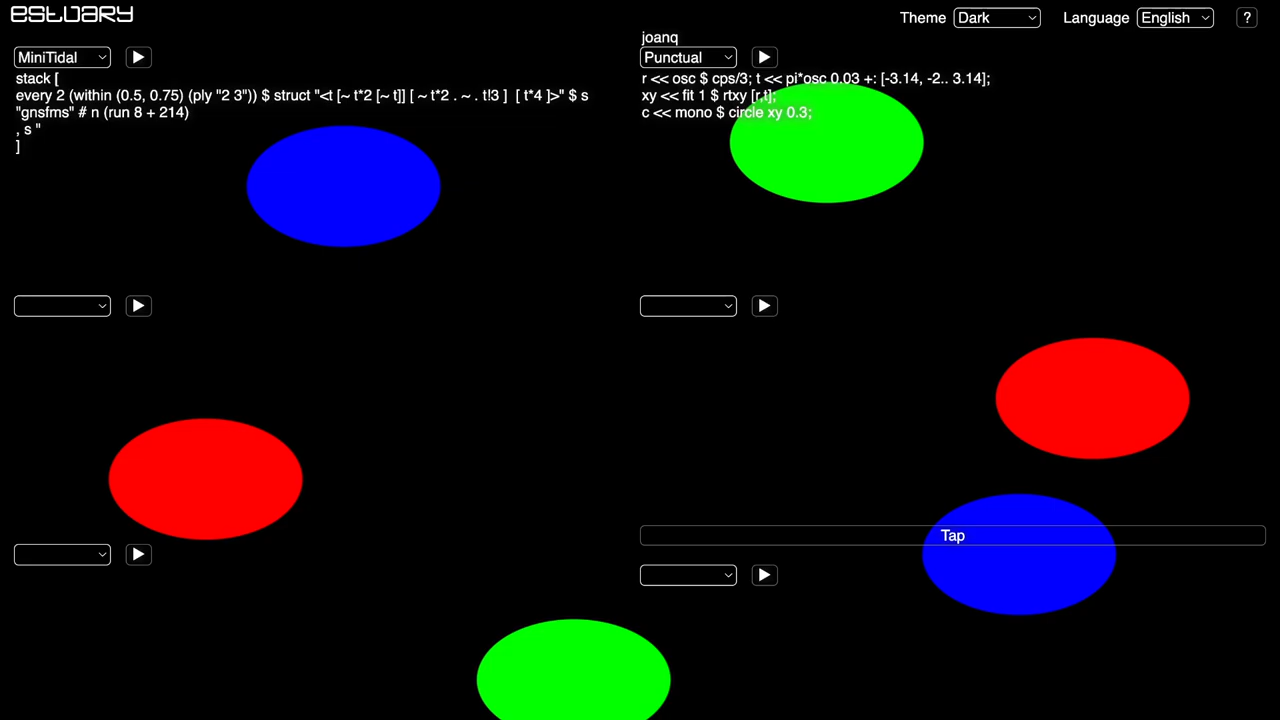 estuary
Theme Dark Language English ?
MiniTidal
stack [
every 2 (within (0.5, 0.75) (ply "2 3")) $ struct "<t [~ t*2 [~ t]] [ ~ t*2 . ~ . t!3 ]  [ t*4 ]>" $ s
"gnsfms" # n (run 8 + 214)
, s "
]
joanq
Punctual
r << osc $ cps/3; t << pi*osc 0.03 +: [-3.14, -2.. 3.14];
xy << fit 1 $ rtxy [r,t];
c << mono $ circle xy 0.3;
Tap